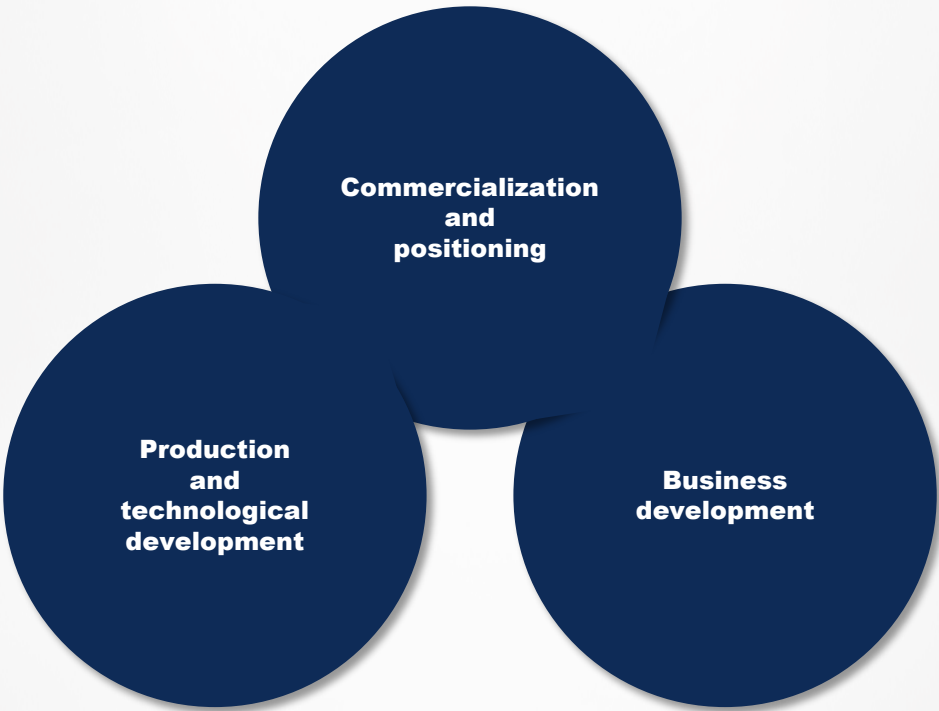 Commercialization
and
positioning
Production
and
technological
development
Business
development